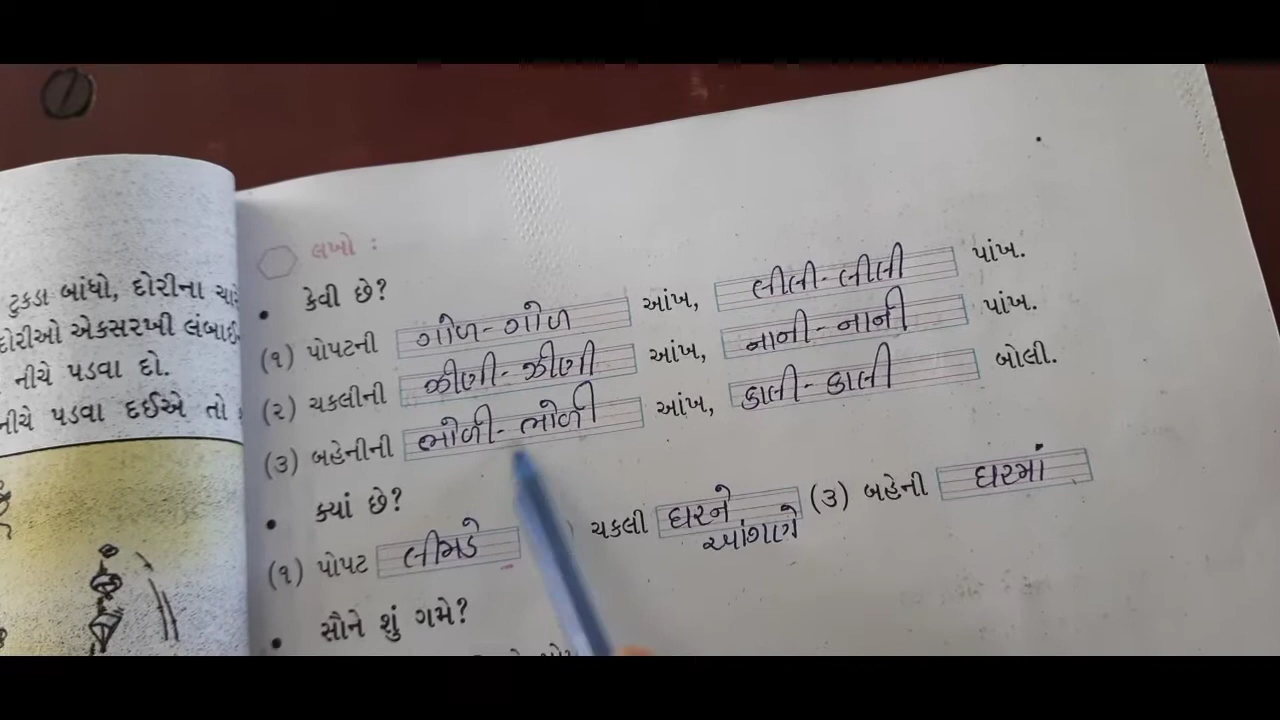 ટુકડા બાંધો, દોરીના ચારે
દોરીઓ એકસરખી લંબાઈ
નીચે પડવા દો.
નીચે પડવા દઈએ તો
લખો :
• કેવી છે?
(૧) પોપટની ગોળ-ગોળ આંખ, લીલી-લીલી પાંખ.
(૨) ચકલીની ઝીણી-ઝીણી આંખ, નાની-નાની પાંખ.
(૩) બહેનીની ભોળી-ભોળી આંખ, કાલી-કાલી બોલી.
• ક્યાં છે?
(૧) પોપટ લીમડે ચકલી ઘરને આંગણે (૩) બહેની ઘરમાં
• સૌને શું ગમે?